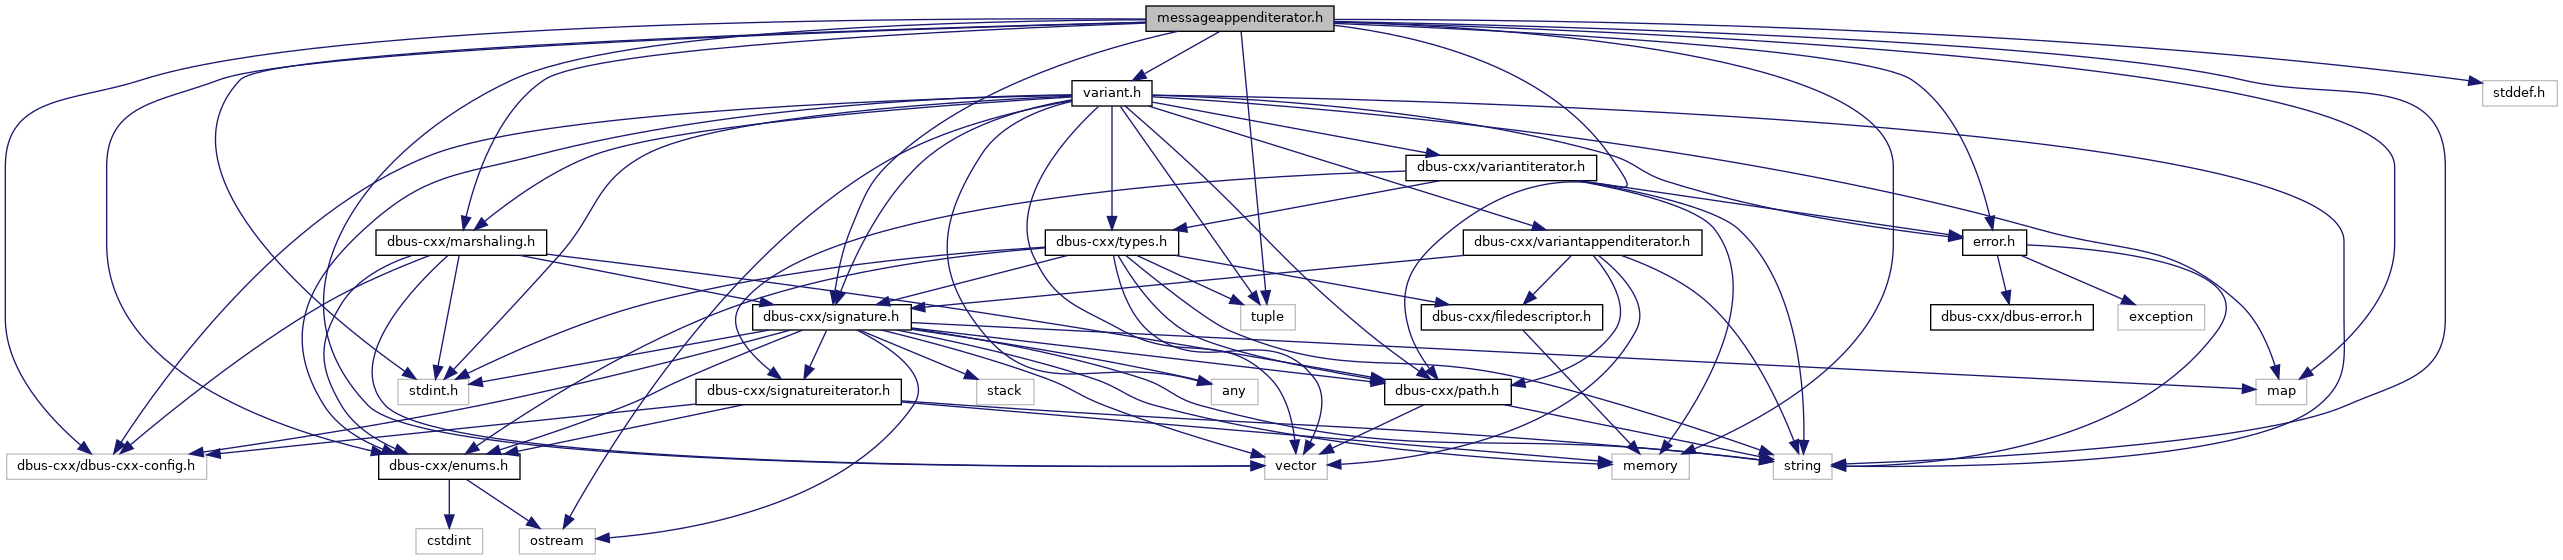 messageappenditerator.h
variant.h
stddef.h
dbus-cxx/variantiterator.h
dbus-cxx/marshaling.h
dbus-cxx/types.h
dbus-cxx/variantappenditerator.h
error.h
dbus-cxx/signature.h
tuple
dbus-cxx/filedescriptor.h
dbus-cxx/dbus-error.h
exception
stdint.h
dbus-cxx/signatureiterator.h
stack
any
dbus-cxx/path.h
map
dbus-cxx/dbus-cxx-config.h
dbus-cxx/enums.h
vector
memory
string
cstdint
ostream